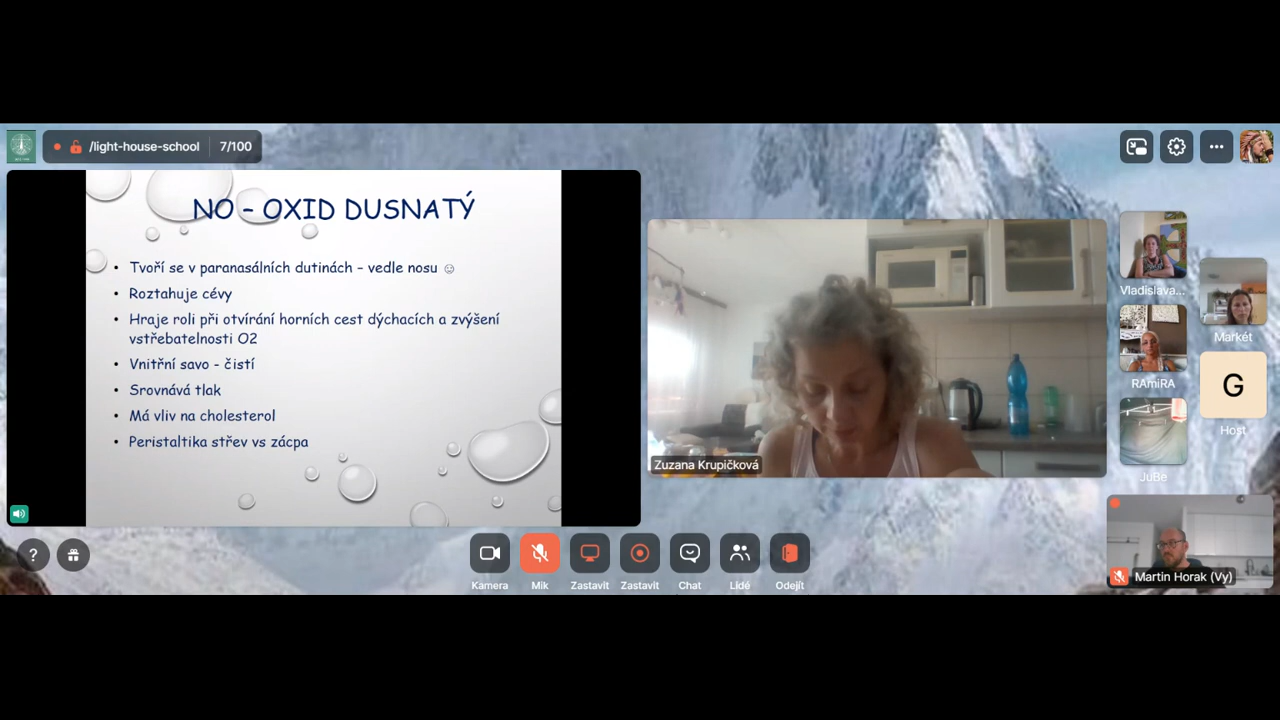 /light-house-school 7/100
NO – OXID DUSNATÝ
• Tvoří se v paranasálních dutinách – vedle nosu ☺
• Roztahuje cévy
• Hraje roli při otvírání horních cest dýchacích a zvýšení
vstřebatelnosti O2
• Vnitřní savo - čistí
• Srovnává tlak
• Má vliv na cholesterol
• Peristaltika střev vs zácpa
Zuzana Krupičková
Vladislava...
Markét
RAmiRA
G
Host
JuBe
Martin Horak (Vy)
?
Kamera
Mik
Zastavit
Zastavit
Chat
Lidé
Odejít